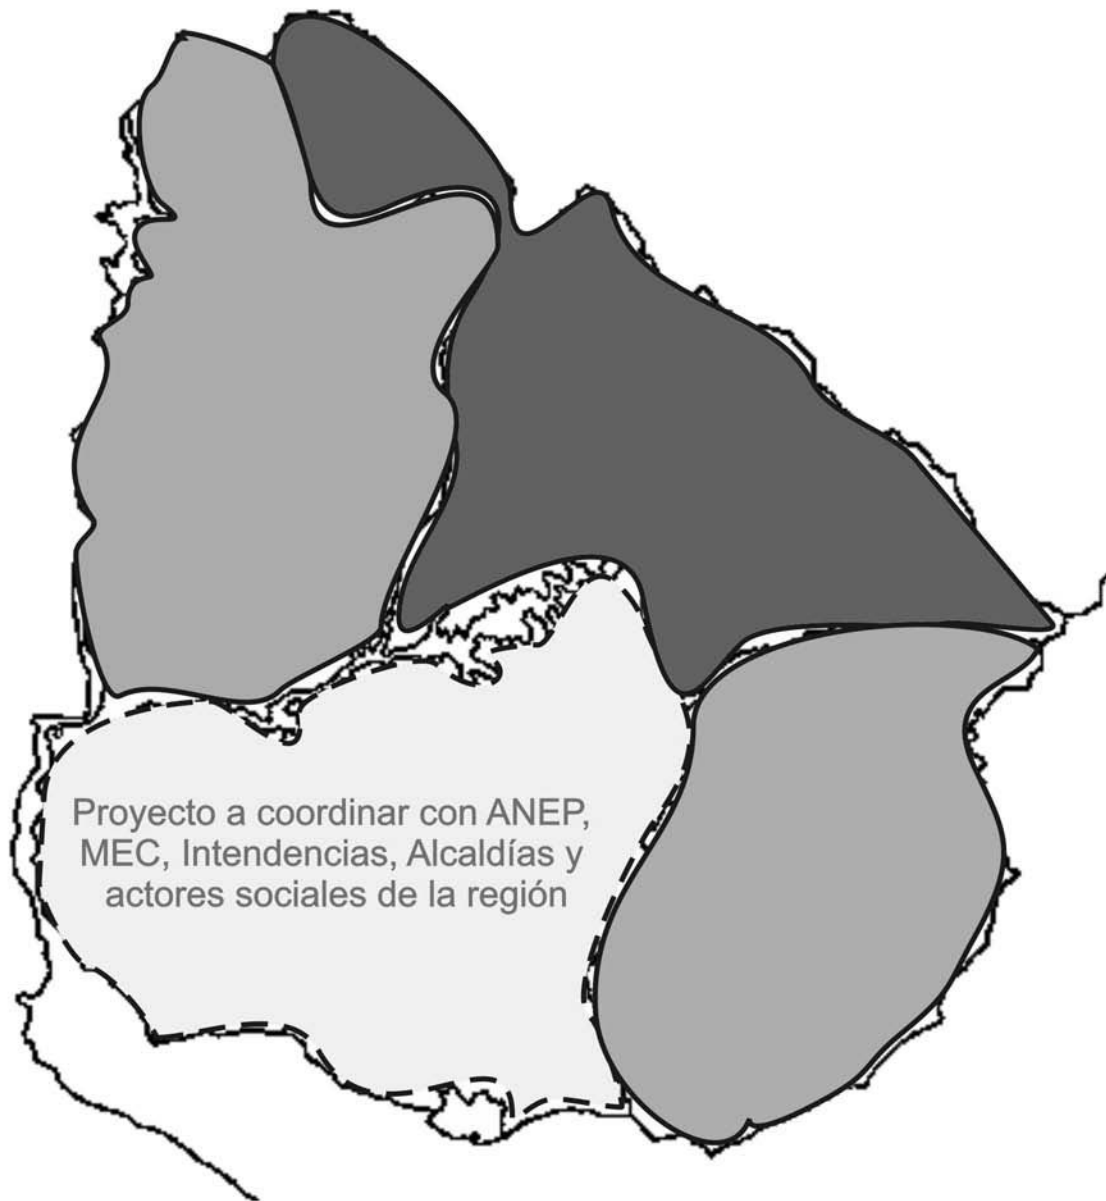 Proyecto a coordinar con ANEP,
MEC, Intendencias, Alcaldías y
actores sociales de la región